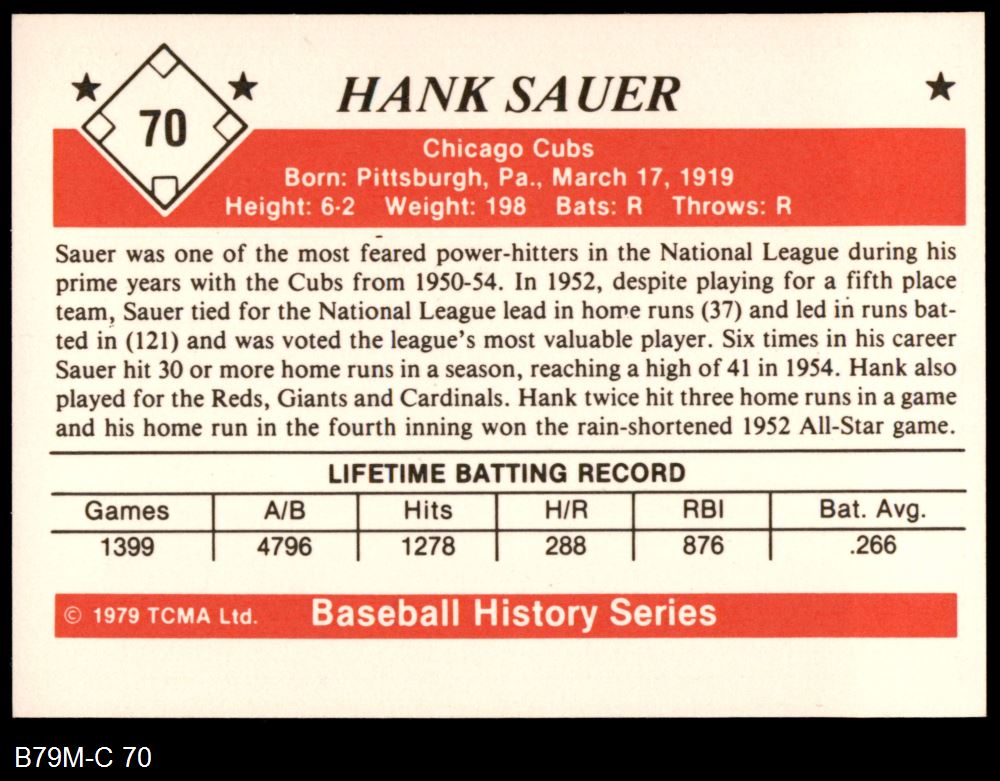 70
HANK SAUER
Chicago Cubs
Born: Pittsburgh, Pa., March 17, 1919
Height: 6-2 Weight: 198 Bats: R Throws: R
Sauer was one of the most feared power-hitters in the National League during his
prime years with the Cubs from 1950-54. In 1952, despite playing for a fifth place
team, Sauer tied for the National League lead in home runs (37) and led in runs bat-
ted in (121) and was voted the league's most valuable player. Six times in his career
Sauer hit 30 or more home runs in a season, reaching a high of 41 in 1954. Hank also
played for the Reds, Giants and Cardinals. Hank twice hit three home runs in a game
and his home run in the fourth inning won the rain-shortened 1952 All-Star game.
LIFETIME BATTING RECORD
Games A/B Hits H/R RBI Bat. Avg.
1399 4796 1278 288 876 .266
© 1979 TCMA Ltd. Baseball History Series
B79M-C 70